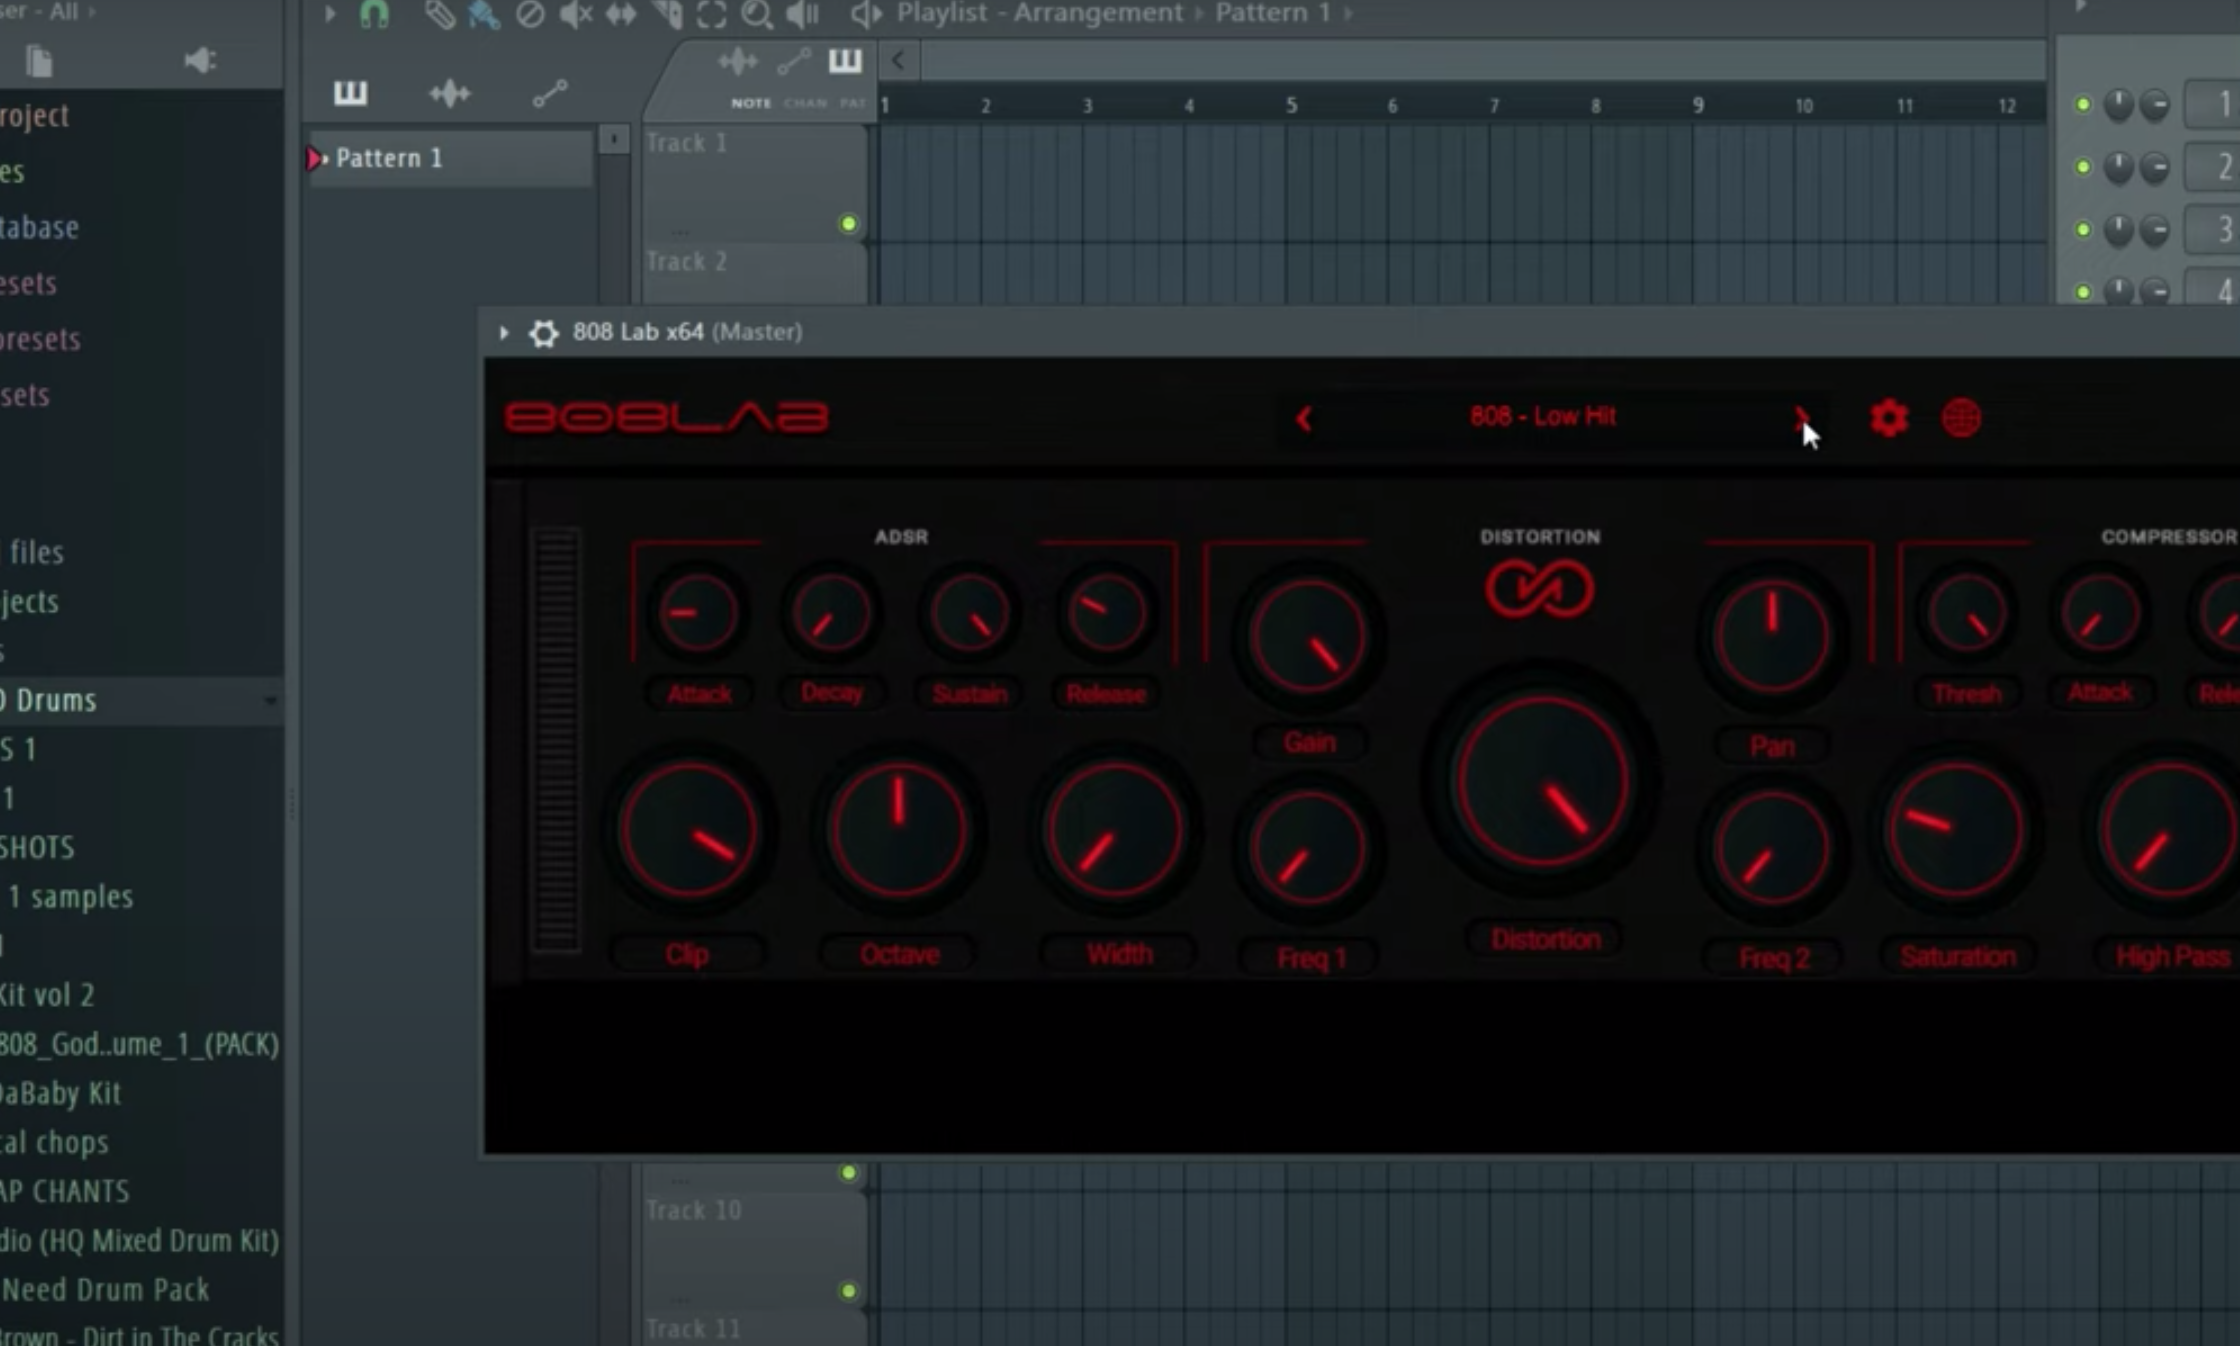 ser - All
Playlist - Arrangement › Pattern 1 ›
NOTE CHAN PAT
1 2 3 4 5 6 7 8 9 10 11 12
roject
es
tabase
esets
presets
sets
files
jects
s
D Drums
S 1
1
SHOTS
1 samples
Kit vol 2
808_God..ume_1_(PACK)
DaBaby Kit
cal chops
AP CHANTS
dio (HQ Mixed Drum Kit)
Need Drum Pack
Brown - Dirt in The Cracks
Pattern 1
Track 1
Track 2
1
2
3
4
808 Lab x64 (Master)
808LAB
808 - Low Hit
ADSR
DISTORTION
COMPRESSOR
Attack Decay Sustain Release
Gain
Pan
Thresh Attack Rele
Clip Octave Width Freq 1 Distortion Freq 2 Saturation High Pass
Track 10
Track 11